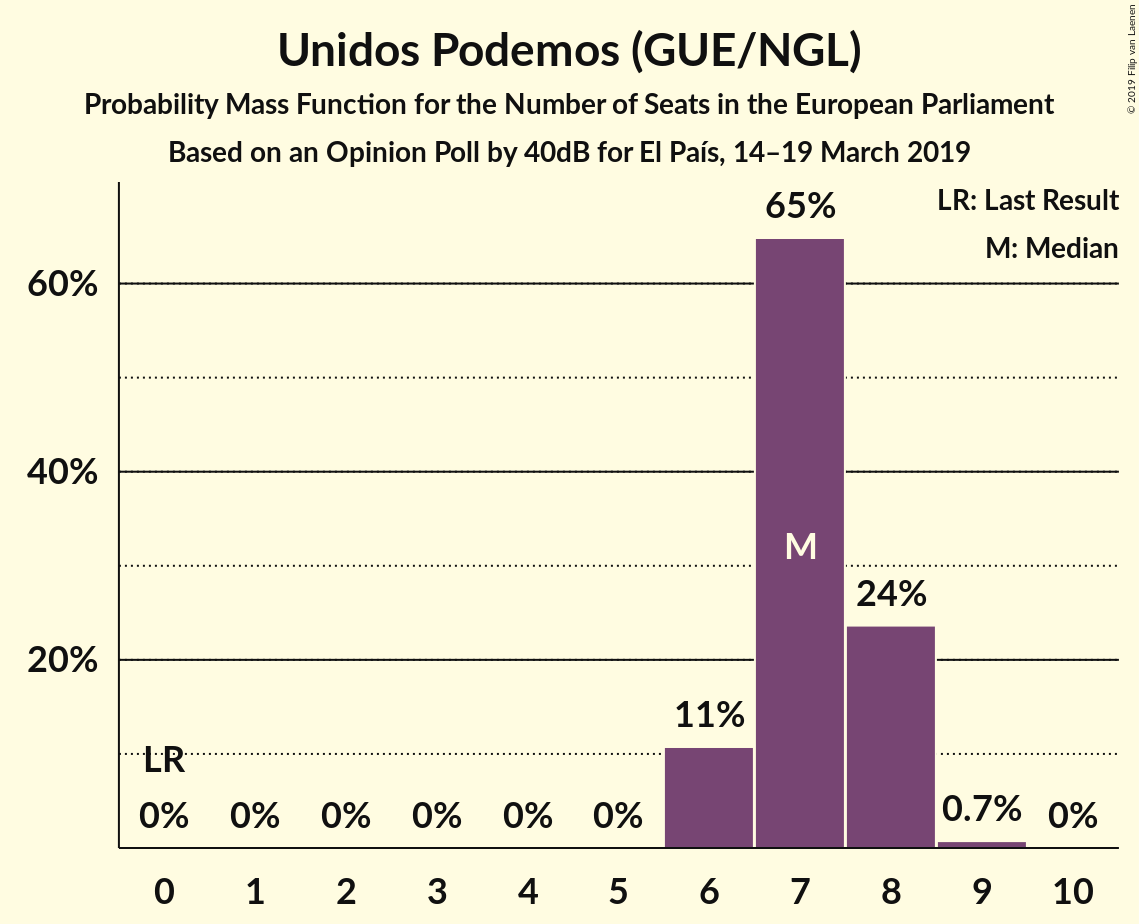 Unidos Podemos (GUE/NGL)
Probability Mass Function for the Number of Seats in the European Parliament
Based on an Opinion Poll by 40dB for El País, 14–19 March 2019
© 2019 Filip van Laenen
LR: Last Result
M: Median
65%
60%
40%
M
24%
20%
11%
LR
0% 0% 0% 0% 0% 0% 0.7% 0%
0 1 2 3 4 5 6 7 8 9 10